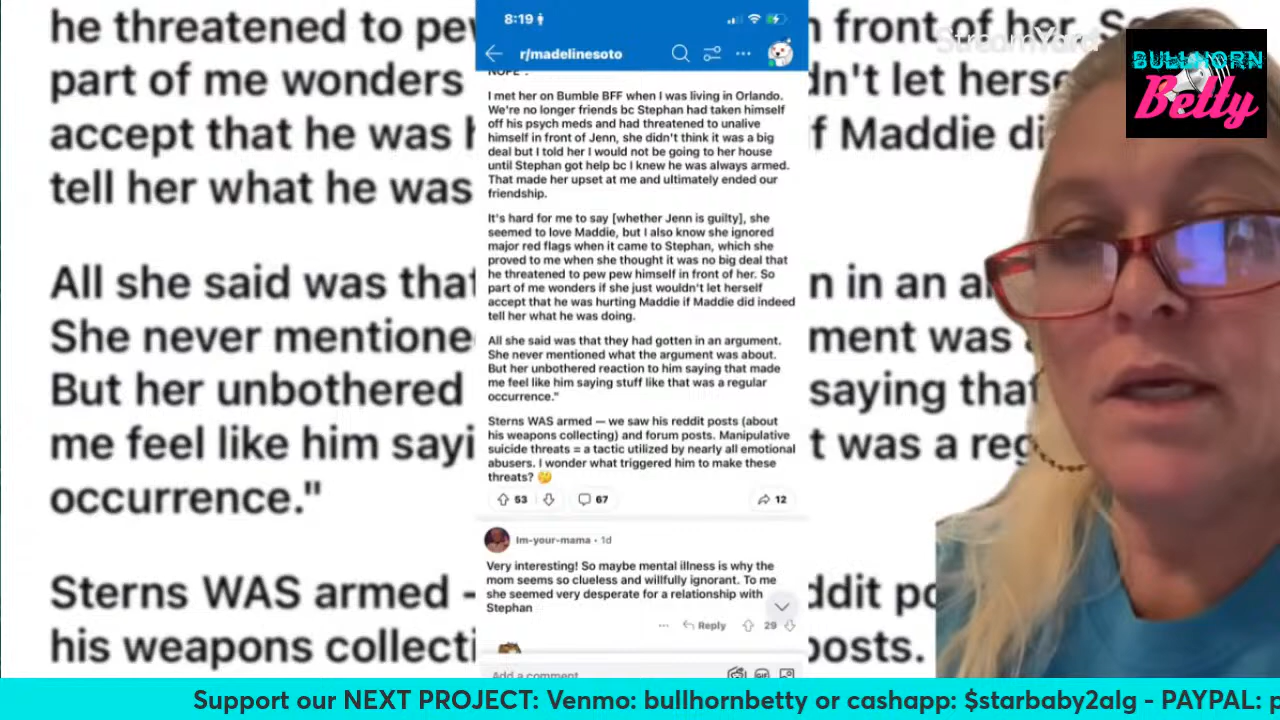 he threatened to pe
front of her. So
part of me wonders
dn't let herse
accept that he was h
if Maddie di
tell her what he was
All she said was that
n in an a
She never mentione
ment was
But her unbothered
saying that
me feel like him sayi
t was a reg
occurrence."
Sterns WAS armed –
ddit po
his weapons collecti
posts.
8:19
r/madelinesoto
NOPE".
I met her on Bumble BFF when I was living in Orlando.
We're no longer friends bc Stephan had taken himself
off his psych meds and had threatened to unalive
himself in front of Jenn, she didn't think it was a big
deal but I told her I would not be going to her house
until Stephan got help bc I knew he was always armed.
That made her upset at me and ultimately ended our
friendship.
It's hard for me to say [whether Jenn is guilty], she
seemed to love Maddie, but I also know she ignored
major red flags when it came to Stephan, which she
proved to me when she thought it was no big deal that
he threatened to pew pew himself in front of her. So
part of me wonders if she just wouldn't let herself
accept that he was hurting Maddie if Maddie did indeed
tell her what he was doing.
All she said was that they had gotten in an argument.
She never mentioned what the argument was about.
But her unbothered reaction to him saying that made
me feel like him saying stuff like that was a regular
occurrence."
Sterns WAS armed — we saw his reddit posts (about
his weapons collecting) and forum posts. Manipulative
suicide threats = a tactic utilized by nearly all emotional
abusers. I wonder what triggered him to make these
threats? 🤔
53 67 12
Im-your-mama • 1d
Very interesting! So maybe mental illness is why the
mom seems so clueless and willfully ignorant. To me
she seemed very desperate for a relationship with
Stephan
Reply 29
Add a comment
StreamYard
BULLHORN
Betty
Support our NEXT PROJECT: Venmo: bullhornbetty or cashapp: $starbaby2alg - PAYPAL: p